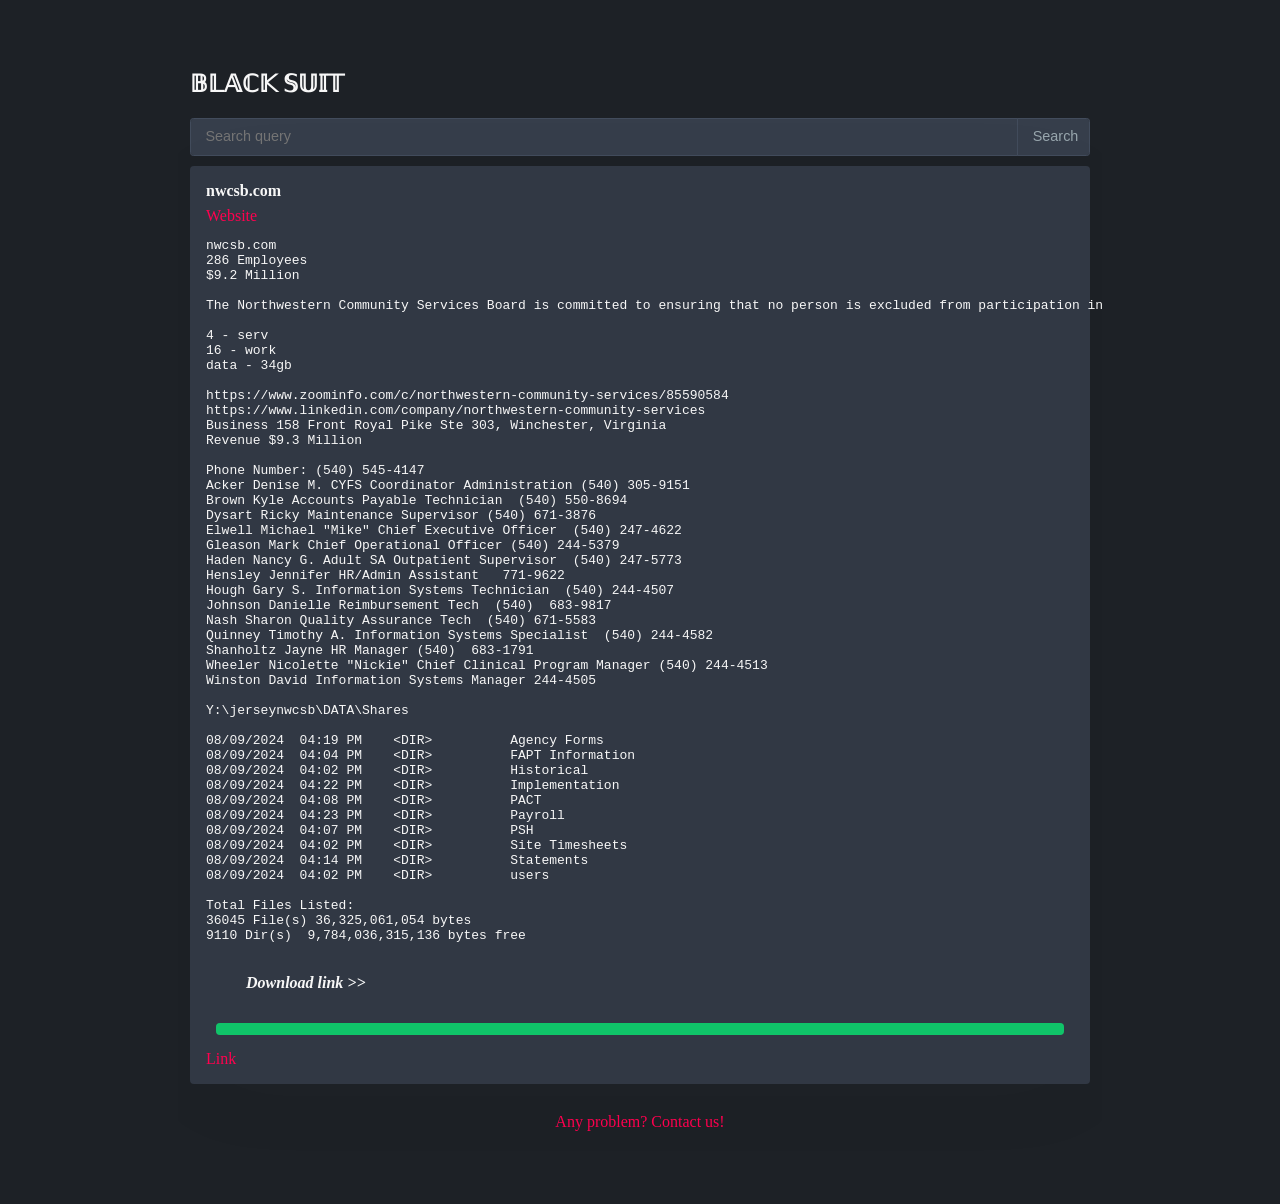 𝔹𝕃𝔸ℂ𝕂 𝕊𝕌𝕀𝕋
Search query
Search
nwcsb.com
Website
nwcsb.com
286 Employees
$9.2 Million
The Northwestern Community Services Board is committed to ensuring that no person is excluded from participation in
4 - serv
16 - work
data - 34gb
https://www.zoominfo.com/c/northwestern-community-services/85590584
https://www.linkedin.com/company/northwestern-community-services
Business 158 Front Royal Pike Ste 303, Winchester, Virginia
Revenue $9.3 Million
Phone Number: (540) 545-4147
Acker Denise M. CYFS Coordinator Administration (540) 305-9151
Brown Kyle Accounts Payable Technician  (540) 550-8694
Dysart Ricky Maintenance Supervisor (540) 671-3876
Elwell Michael "Mike" Chief Executive Officer  (540) 247-4622
Gleason Mark Chief Operational Officer (540) 244-5379
Haden Nancy G. Adult SA Outpatient Supervisor  (540) 247-5773
Hensley Jennifer HR/Admin Assistant   771-9622
Hough Gary S. Information Systems Technician  (540) 244-4507
Johnson Danielle Reimbursement Tech  (540)  683-9817
Nash Sharon Quality Assurance Tech  (540) 671-5583
Quinney Timothy A. Information Systems Specialist  (540) 244-4582
Shanholtz Jayne HR Manager (540)  683-1791
Wheeler Nicolette "Nickie" Chief Clinical Program Manager (540) 244-4513
Winston David Information Systems Manager 244-4505
Y:\jerseynwcsb\DATA\Shares
08/09/2024  04:19 PM    <DIR>          Agency Forms
08/09/2024  04:04 PM    <DIR>          FAPT Information
08/09/2024  04:02 PM    <DIR>          Historical
08/09/2024  04:22 PM    <DIR>          Implementation
08/09/2024  04:08 PM    <DIR>          PACT
08/09/2024  04:23 PM    <DIR>          Payroll
08/09/2024  04:07 PM    <DIR>          PSH
08/09/2024  04:02 PM    <DIR>          Site Timesheets
08/09/2024  04:14 PM    <DIR>          Statements
08/09/2024  04:02 PM    <DIR>          users
Total Files Listed:
36045 File(s) 36,325,061,054 bytes
9110 Dir(s)  9,784,036,315,136 bytes free
Download link >>
Link
Any problem? Contact us!